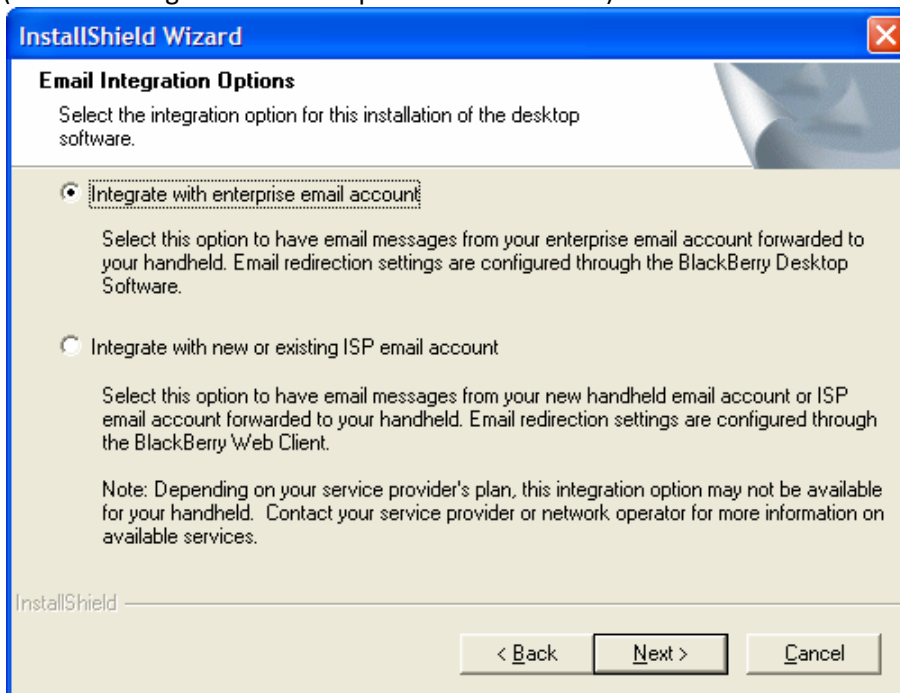 InstallShield Wizard
Email Integration Options
Select the integration option for this installation of the desktop
software.
Integrate with enterprise email account
Select this option to have email messages from your enterprise email account forwarded to
your handheld. Email redirection settings are configured through the BlackBerry Desktop
Software.
Integrate with new or existing ISP email account
Select this option to have email messages from your new handheld email account or ISP
email account forwarded to your handheld. Email redirection settings are configured through
the BlackBerry Web Client.
Note: Depending on your service provider's plan, this integration option may not be available
for your handheld. Contact your service provider or network operator for more information on
available services.
InstallShield
< Back Next > Cancel